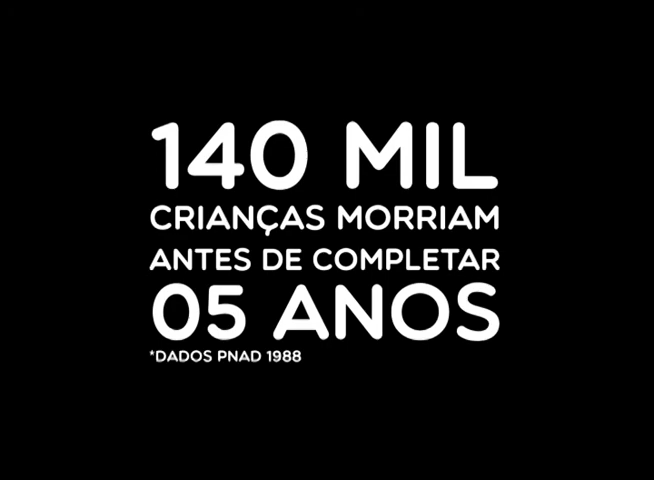 140 MIL
CRIANÇAS MORRIAM
ANTES DE COMPLETAR
05 ANOS
*DADOS PNAD 1988